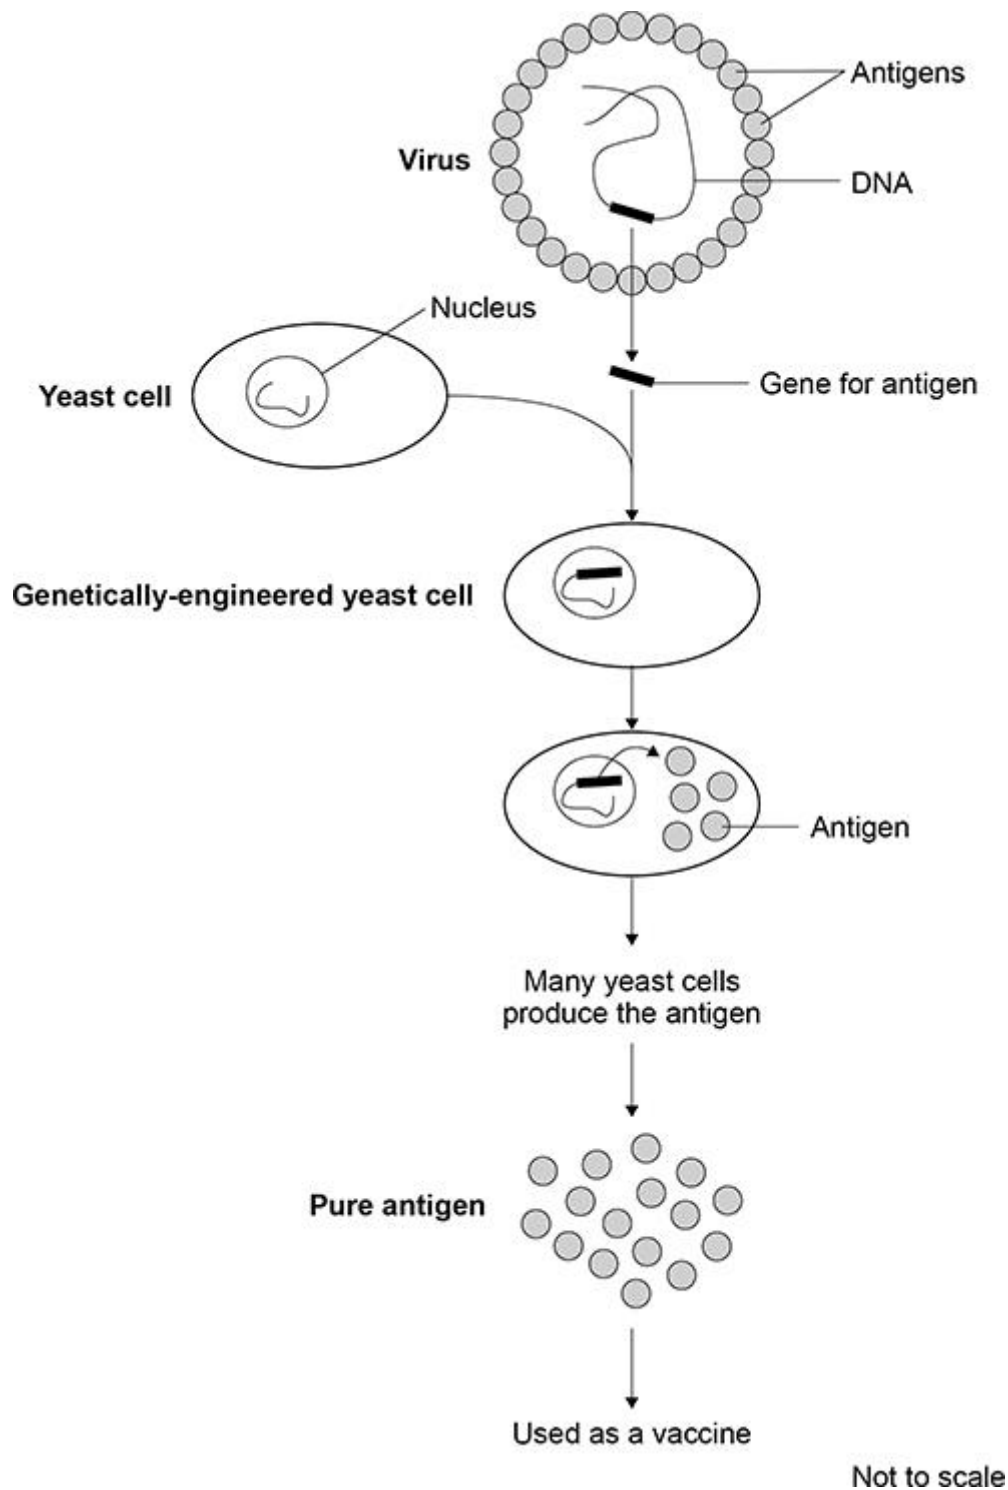 Antigens
Virus
DNA
Nucleus
Yeast cell
Gene for antigen
Genetically-engineered yeast cell
Antigen
Many yeast cells
produce the antigen
Pure antigen
Used as a vaccine
Not to scale